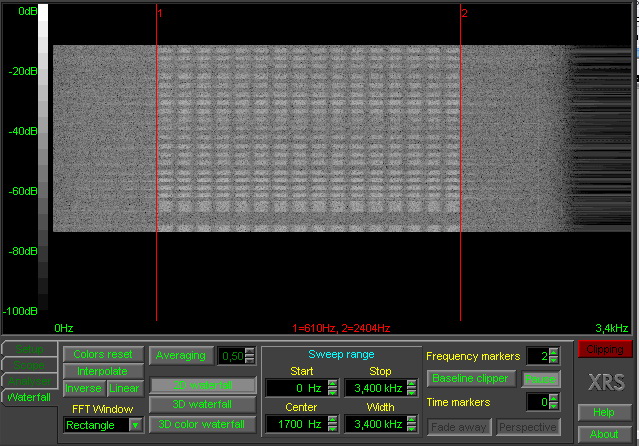 0dB
1
2
-20dB
-40dB
-60dB
-80dB
-100dB
0Hz
1=610Hz, 2=2404Hz
3,4kHz
Setup
Scope
Analyser
Waterfall
Colors reset
Interpolate
Inverse
Linear
FFT Window
Rectangle
Averaging
0,50
2D waterfall
3D waterfall
3D color waterfall
Sweep range
Start
Stop
0 Hz
3,400 kHz
Center
Width
1700 Hz
3,400 kHz
Frequency markers
2
Baseline clipper
Pause
Time markers
0
Fade away
Perspective
Clipping
XRS
Help
About